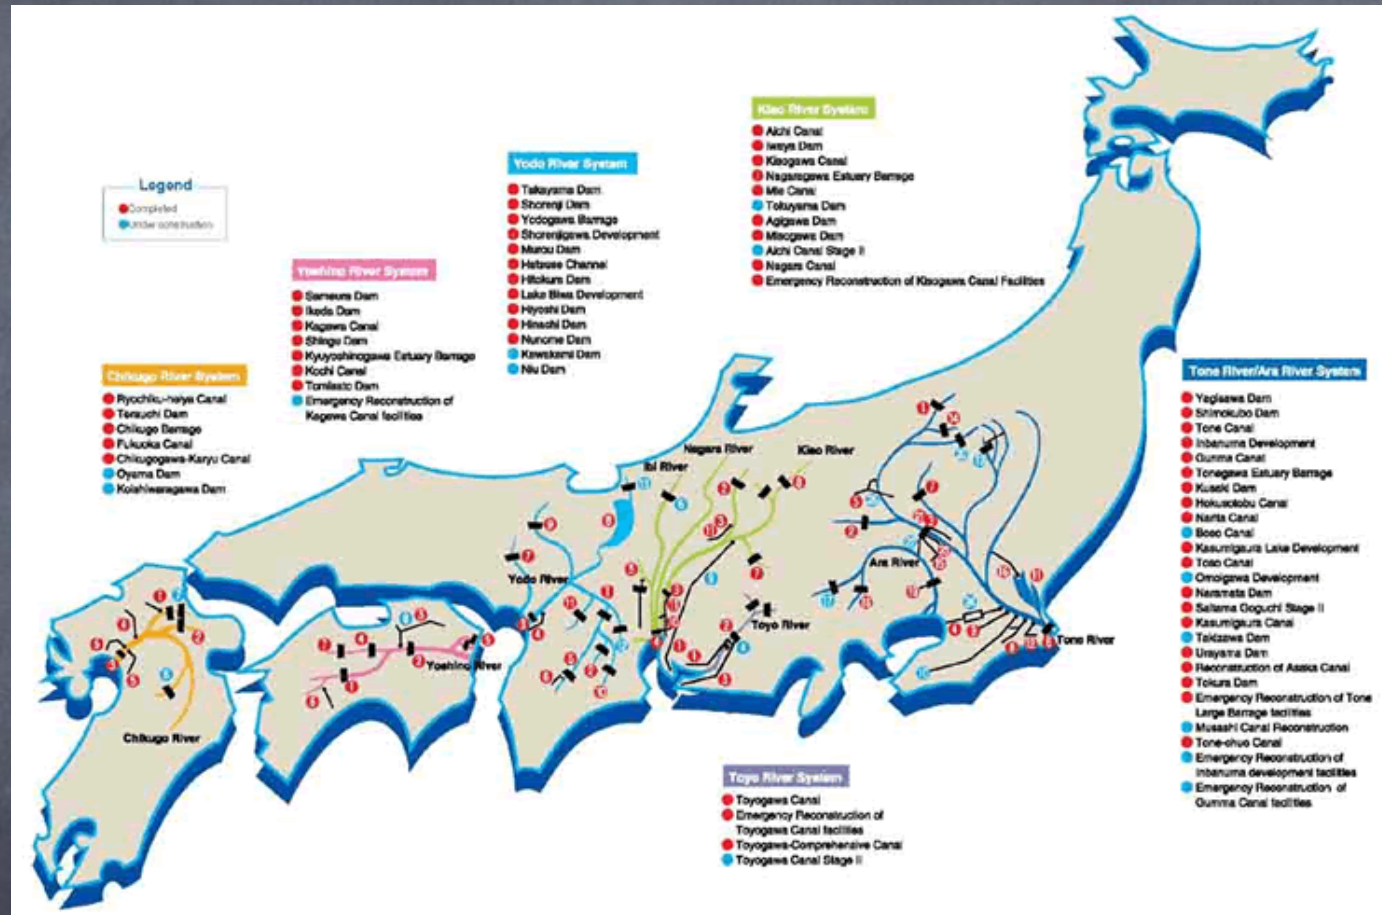 Legend
Completed
Under construction
Kiso River System
Aichi Canal
Iwaya Dam
Kisogawa Canal
Nagaragawa Estuary Barrage
Mie Canal
Tokuyama Dam
Agigawa Dam
Misogawa Dam
Aichi Canal Stage II
Nagara Canal
Emergency Reconstruction of Kisogawa Canal Facilities
Yodo River System
Takayama Dam
Shorenji Dam
Yodogawa Barrage
Shorenjigawa Development
Murou Dam
Hatsuse Channel
Hitokura Dam
Lake Biwa Development
Hiyoshi Dam
Hinachi Dam
Nunome Dam
Kawakami Dam
Niu Dam
Yoshino River System
Sameura Dam
Ikeda Dam
Kagawa Canal
Shingu Dam
Kyuyoshinogawa Estuary Barrage
Kochi Canal
Tomisato Dam
Emergency Reconstruction of
Kagawa Canal facilities
Chikugo River System
Ryochiku-heiya Canal
Terauchi Dam
Chikugo Barrage
Fukuoka Canal
Chikugogawa-Karyu Canal
Oyama Dam
Koishiwaragawa Dam
Tone River/Ara River System
Yagisawa Dam
Shimokubo Dam
Tone Canal
Inbanuma Development
Gunma Canal
Tonegawa Estuary Barrage
Kusaki Dam
Hokusotobu Canal
Narita Canal
Boso Canal
Kasumigaura Lake Development
Toso Canal
Omoigawa Development
Naramata Dam
Saitama Goguchi Stage II
Kasumigaura Canal
Takizawa Dam
Urayama Dam
Reconstruction of Asaka Canal
Tokura Dam
Emergency Reconstruction of Tone
Large Barrage facilities
Musashi Canal Reconstruction
Tone-chuo Canal
Emergency Reconstruction of
Inbanuma development facilities
Emergency Reconstruction of
Gumma Canal facilities
Nagara River
Kiso River
Ibi River
Yodo River
Ara River
Toyo River
Tone River
Yoshino River
Chikugo River
Toyo River System
Toyogawa Canal
Emergency Reconstruction of
Toyogawa Canal facilities
Toyogawa-Comprehensive Canal
Toyogawa Canal Stage II